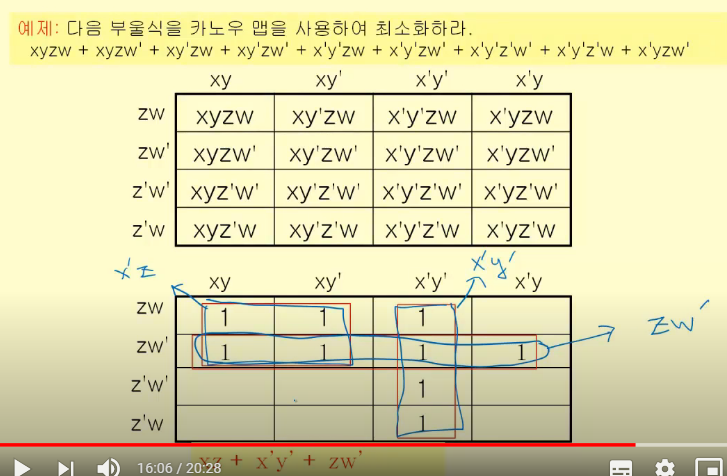 예제: 다음 부울식을 카노우 맵을 사용하여 최소화하라.
xyzw + xyzw' + xy'zw + xy'zw' + x'y'zw + x'y'zw' + x'y'z'w' + x'y'z'w + x'yzw'
xy xy' x'y' x'y
zw xyzw xy'zw x'y'zw x'yzw
zw' xyzw' xy'zw' x'y'zw' x'yzw'
z'w' xyz'w' xy'z'w' x'y'z'w' x'yz'w'
z'w xyz'w xy'z'w x'y'z'w x'yz'w
x'z x'y'
xy xy' x'y' x'y
zw 1 1 1
zw' 1 1 1 1 zw'
z'w' 1
z'w 1
xz + x'y' + zw'
16:06 / 20:28